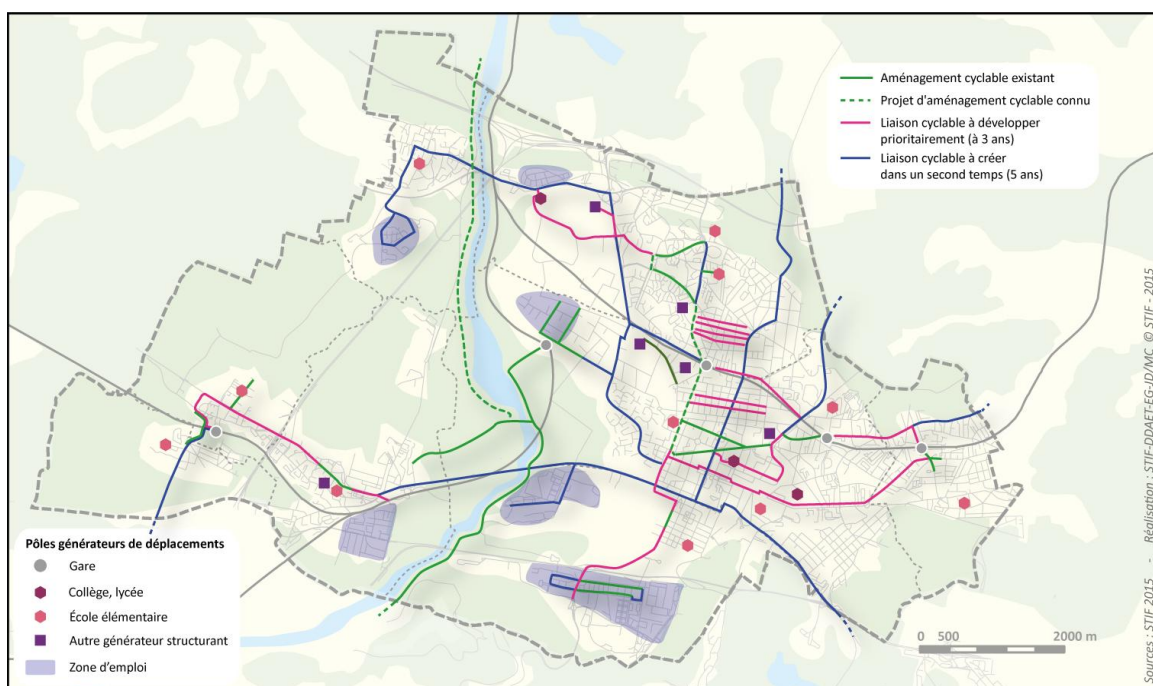 Aménagement cyclable existant
Projet d'aménagement cyclable connu
Liaison cyclable à développer
prioritairement (à 3 ans)
Liaison cyclable à créer
dans un second temps (5 ans)
Pôles générateurs de déplacements
Gare
Collège, lycée
École élémentaire
Autre générateur structurant
Zone d'emploi
0 500 2000 m
Sources : STIF 2015 - Réalisation : STIF-DDAET-EG-JD/MC © STIF - 2015